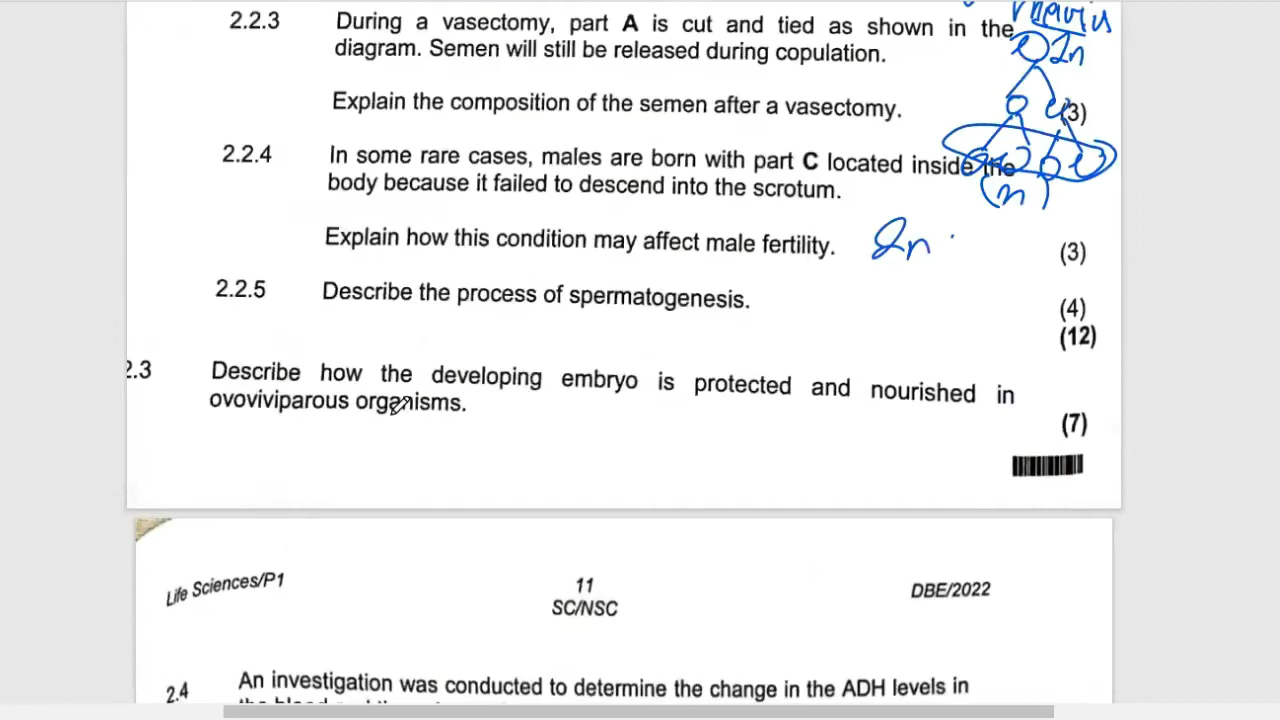 2.2.3 During a vasectomy, part A is cut and tied as shown in the
diagram. Semen will still be released during copulation.
Explain the composition of the semen after a vasectomy. (3)
2n
2.2.4 In some rare cases, males are born with part C located inside the
body because it failed to descend into the scrotum.
(n)
Explain how this condition may affect male fertility. (3)
2n
2.2.5 Describe the process of spermatogenesis. (4)
(12)
2.3 Describe how the developing embryo is protected and nourished in
ovoviviparous organisms. (7)
Life Sciences/P1 11 DBE/2022
SC/NSC
2.4 An investigation was conducted to determine the change in the ADH levels in